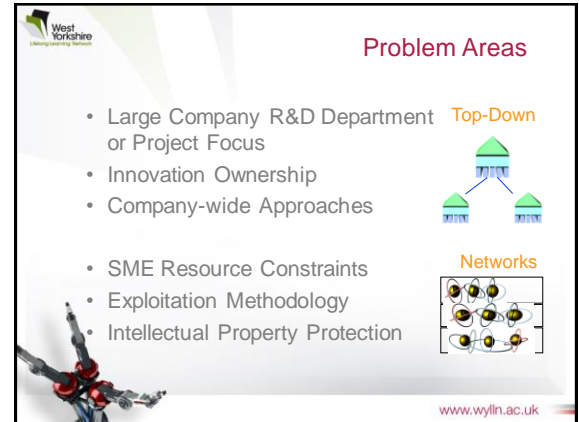 West
Yorkshire
Lifelong Learning Network
Problem Areas
• Large Company R&D Department
or Project Focus
• Innovation Ownership
• Company-wide Approaches
Top-Down
• SME Resource Constraints
• Exploitation Methodology
• Intellectual Property Protection
Networks
www.wylln.ac.uk